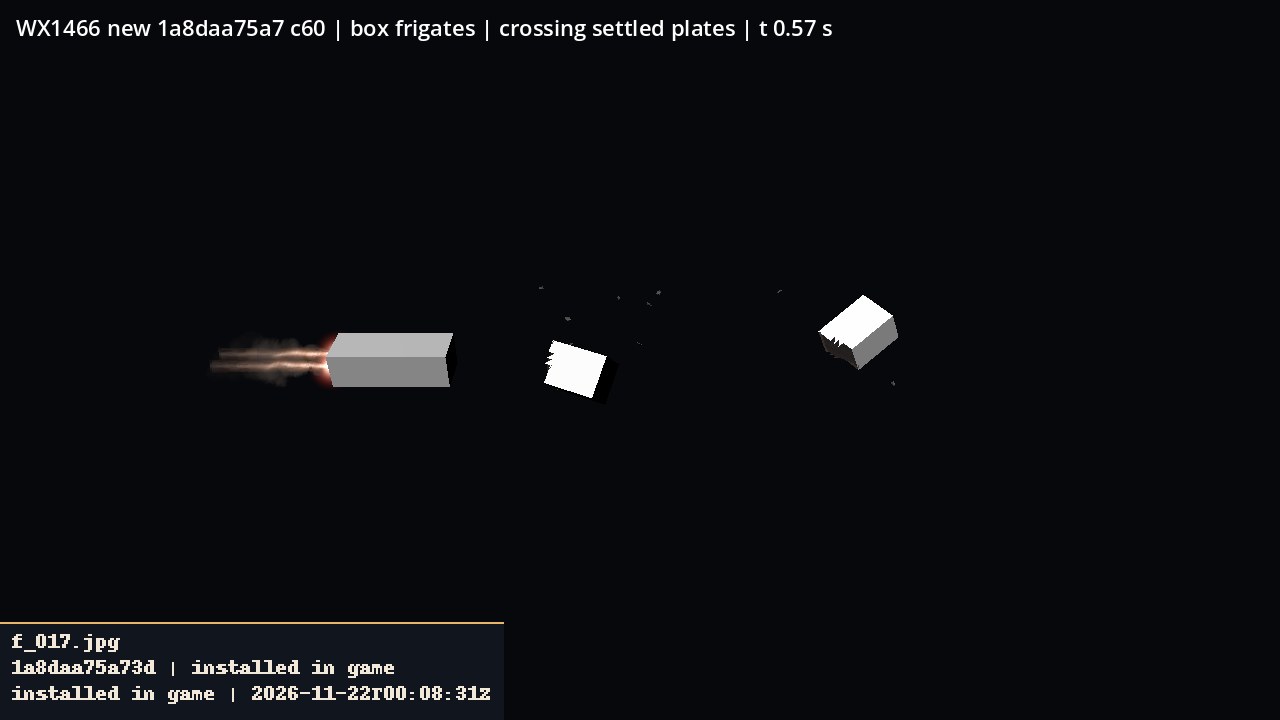 WX1466 new 1a8daa75a7 c60 | box frigates | crossing settled plates | t 0.57 s
f_017.jpg
1a8daa75a73d | installed in game
installed in game | 2026-11-22T00:08:31Z